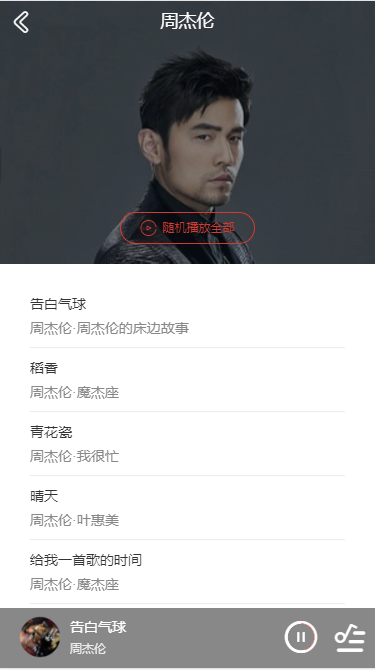 周杰伦
随机播放全部
告白气球
周杰伦·周杰伦的床边故事
稻香
周杰伦·魔杰座
青花瓷
周杰伦·我很忙
晴天
周杰伦·叶惠美
给我一首歌的时间
周杰伦·魔杰座
告白气球
周杰伦